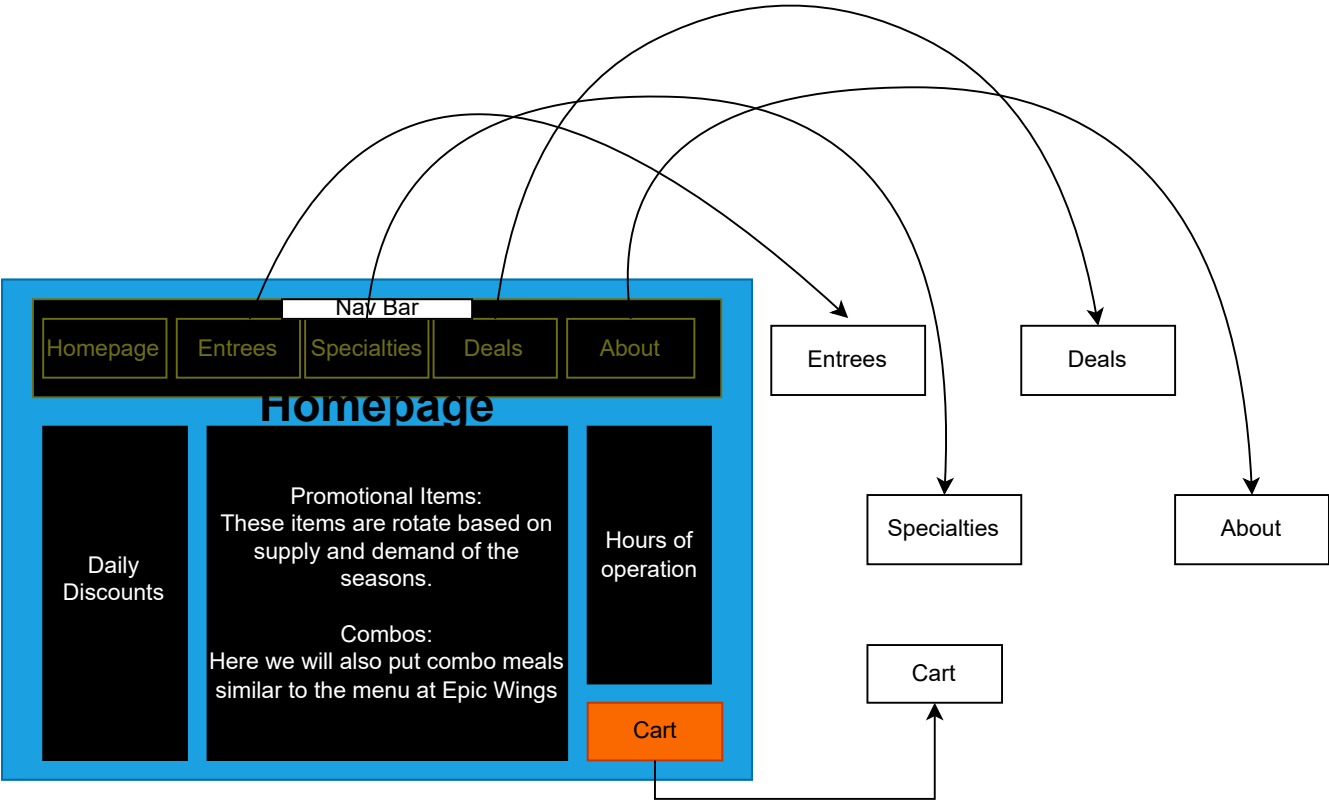 Nav Bar
Homepage
Entrees
Specialties
Deals
About
Homepage
Daily
Discounts
Promotional Items:
These items are rotate based on
supply and demand of the
seasons.
Combos:
Here we will also put combo meals
similar to the menu at Epic Wings
Hours of
operation
Cart
Entrees
Deals
Specialties
About
Cart